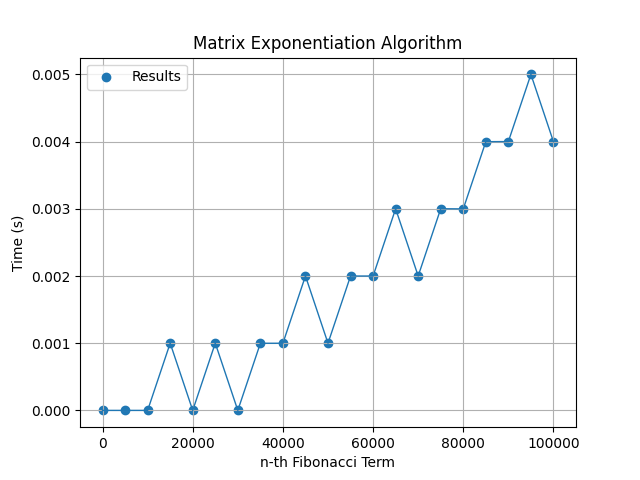 Matrix Exponentiation Algorithm
Results
0.005
0.004
0.003
0.002
0.001
0.000
Time (s)
0 20000 40000 60000 80000 100000
n-th Fibonacci Term